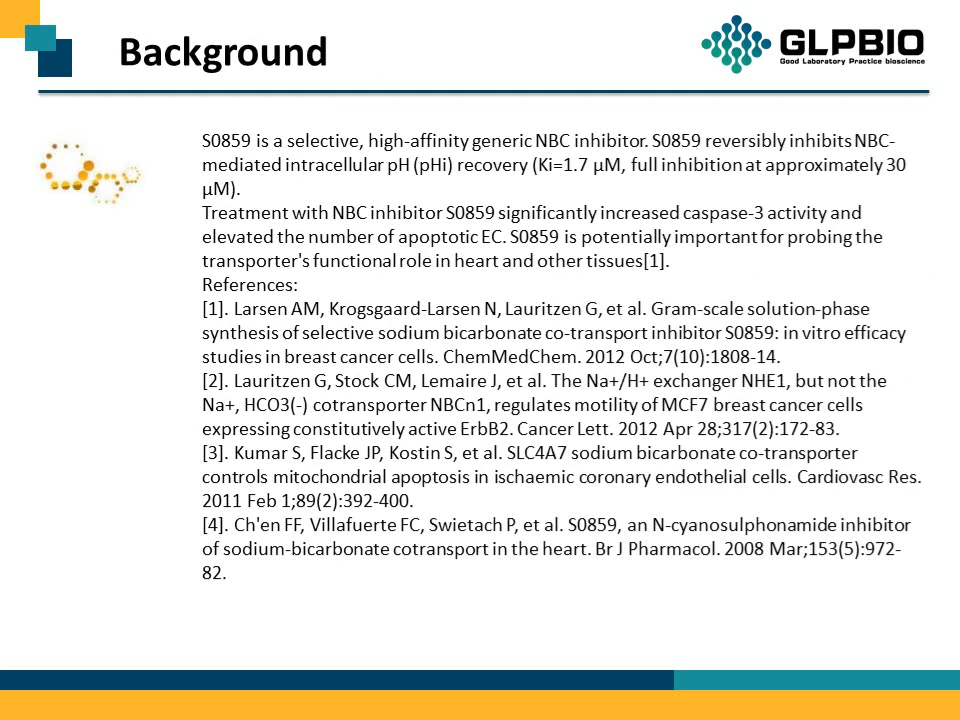 Background
GLPBIO
Good Laboratory Practice bioscience
S0859 is a selective, high-affinity generic NBC inhibitor. S0859 reversibly inhibits NBC-
mediated intracellular pH (pHi) recovery (Ki=1.7 μM, full inhibition at approximately 30
μM).
Treatment with NBC inhibitor S0859 significantly increased caspase-3 activity and
elevated the number of apoptotic EC. S0859 is potentially important for probing the
transporter's functional role in heart and other tissues[1].
References:
[1]. Larsen AM, Krogsgaard-Larsen N, Lauritzen G, et al. Gram-scale solution-phase
synthesis of selective sodium bicarbonate co-transport inhibitor S0859: in vitro efficacy
studies in breast cancer cells. ChemMedChem. 2012 Oct;7(10):1808-14.
[2]. Lauritzen G, Stock CM, Lemaire J, et al. The Na+/H+ exchanger NHE1, but not the
Na+, HCO3(-) cotransporter NBCn1, regulates motility of MCF7 breast cancer cells
expressing constitutively active ErbB2. Cancer Lett. 2012 Apr 28;317(2):172-83.
[3]. Kumar S, Flacke JP, Kostin S, et al. SLC4A7 sodium bicarbonate co-transporter
controls mitochondrial apoptosis in ischaemic coronary endothelial cells. Cardiovasc Res.
2011 Feb 1;89(2):392-400.
[4]. Ch'en FF, Villafuerte FC, Swietach P, et al. S0859, an N-cyanosulphonamide inhibitor
of sodium-bicarbonate cotransport in the heart. Br J Pharmacol. 2008 Mar;153(5):972-
82.